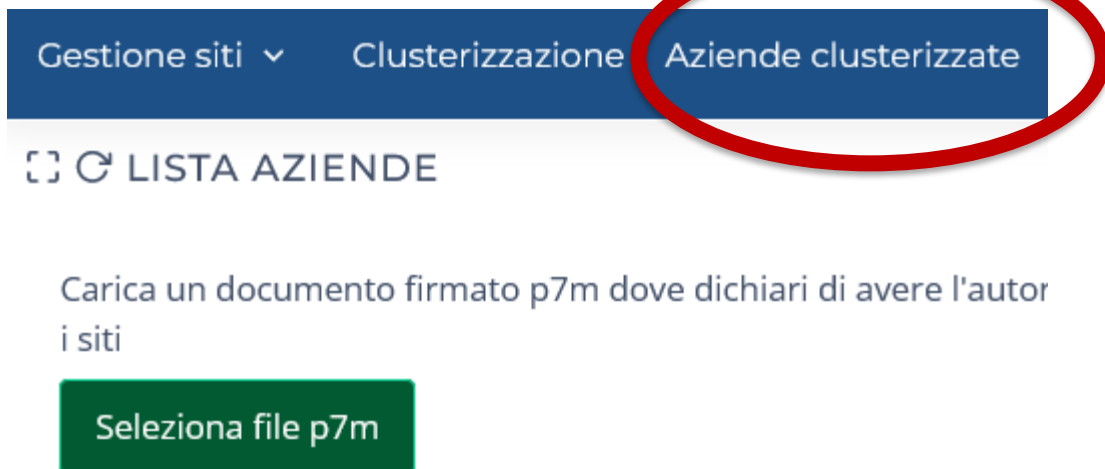 Gestione siti Clusterizzazione Aziende clusterizzate
LISTA AZIENDE
Carica un documento firmato p7m dove dichiari di avere l'autor
i siti
Seleziona file p7m